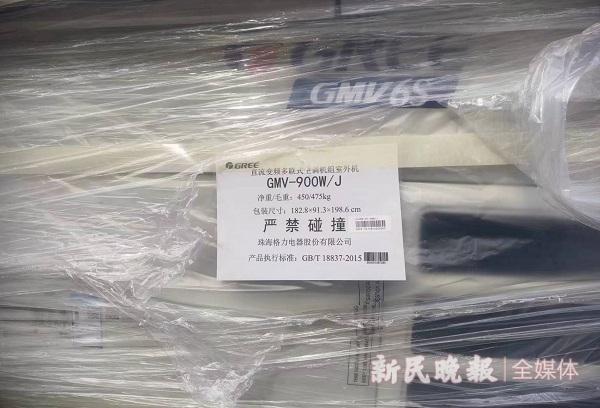 GREE
GMV6S
GREE
直流变频多联式空调机组室外机
GMV-900W/J
净重/毛重：450/475kg
包装尺寸：182.8×91.3×198.6 cm
严禁碰撞
珠海格力电器股份有限公司
产品执行标准：GB/T 18837-2015
新民晚报|全媒体